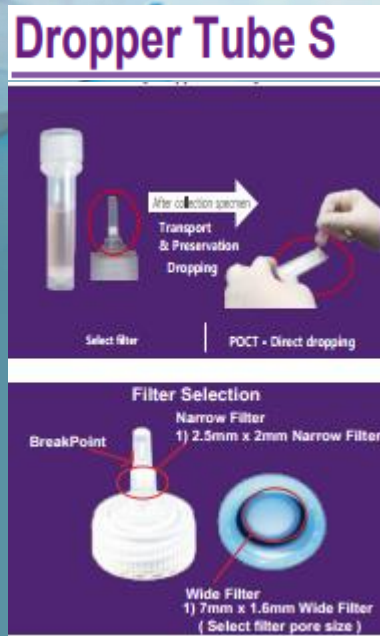 Dropper Tube S
After collection specimen
Transport
& Preservation
Dropping
Select filter
POCT - Direct dropping
Filter Selection
Narrow Filter
1) 2.5mm x 2mm Narrow Filter
BreakPoint
Wide Filter
1) 7mm x 1.6mm Wide Filter
( Select filter pore size )